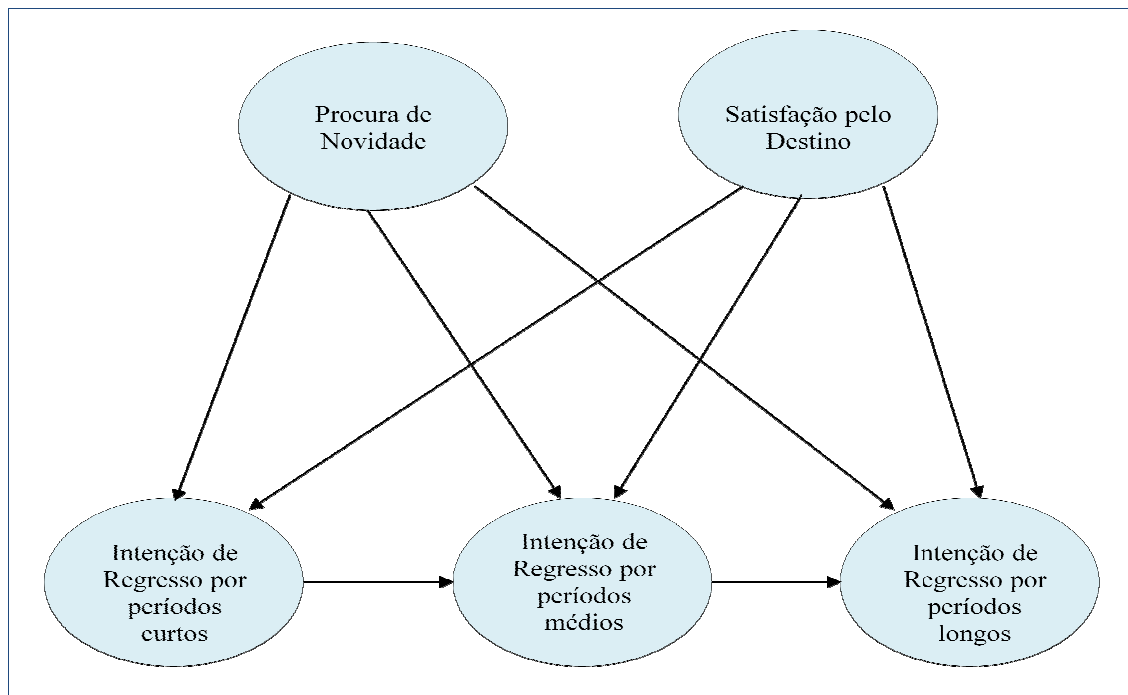 Procura de
Novidade
Satisfação pelo
Destino
Intenção de
Regresso por
períodos
curtos
Intenção de
Regresso por
períodos
médios
Intenção de
Regresso por
períodos
longos